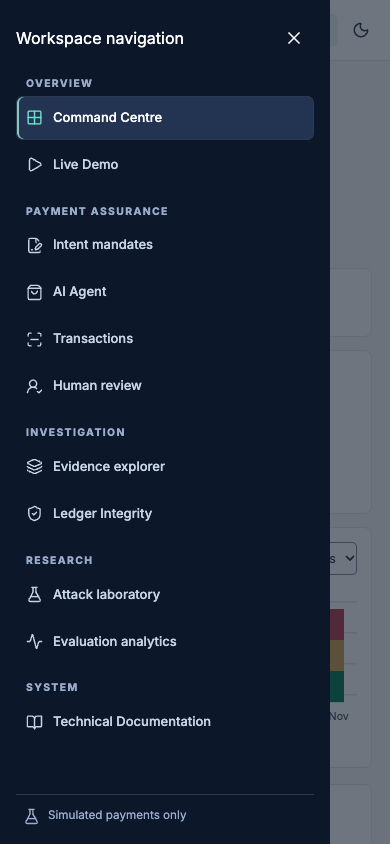 Workspace navigation
OVERVIEW
Command Centre
Live Demo
PAYMENT ASSURANCE
Intent mandates
AI Agent
Transactions
Human review
INVESTIGATION
Evidence explorer
Ledger Integrity
RESEARCH
Attack laboratory
Evaluation analytics
SYSTEM
Technical Documentation
Simulated payments only
s
Nov